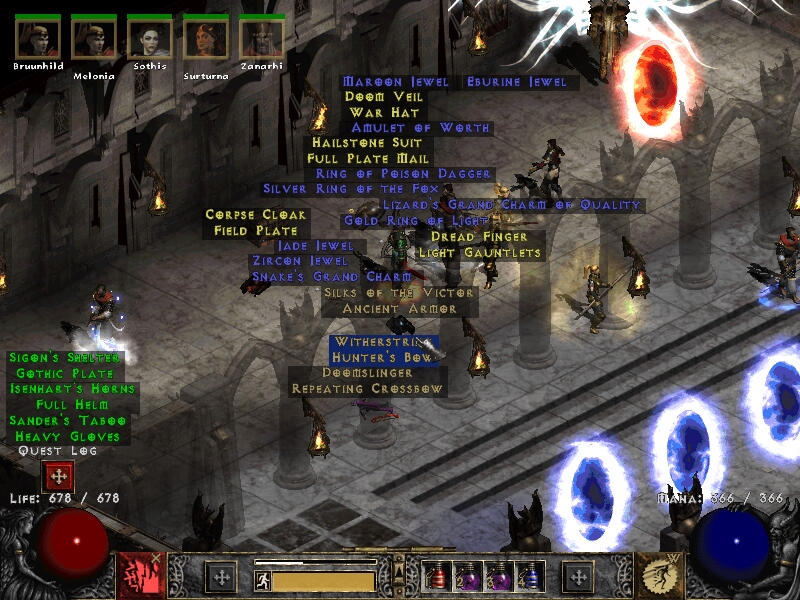 Bruunhild
Melonia
Sothis
Surturna
Zanarhi
Maroon Jewel
Eburine Jewel
Doom Veil
War Hat
Amulet of Worth
Hailstone Suit
Full Plate Mail
Ring of Poison Dagger
Silver Ring of the Fox
Lizard's Grand Charm of Quality
Corpse Cloak
Field Plate
Gold Ring of Light
Dread Finger
Light Gauntlets
Jade Jewel
Zircon Jewel
Snake's Grand Charm
Silks of the Victor
Ancient Armor
Witherstring
Hunter's Bow
Doomslinger
Repeating Crossbow
Sigon's Shelter
Gothic Plate
Isenhart's Horns
Full Helm
Sander's Taboo
Heavy Gloves
Quest Log
Life: 678 / 678
Mana: 366 / 366